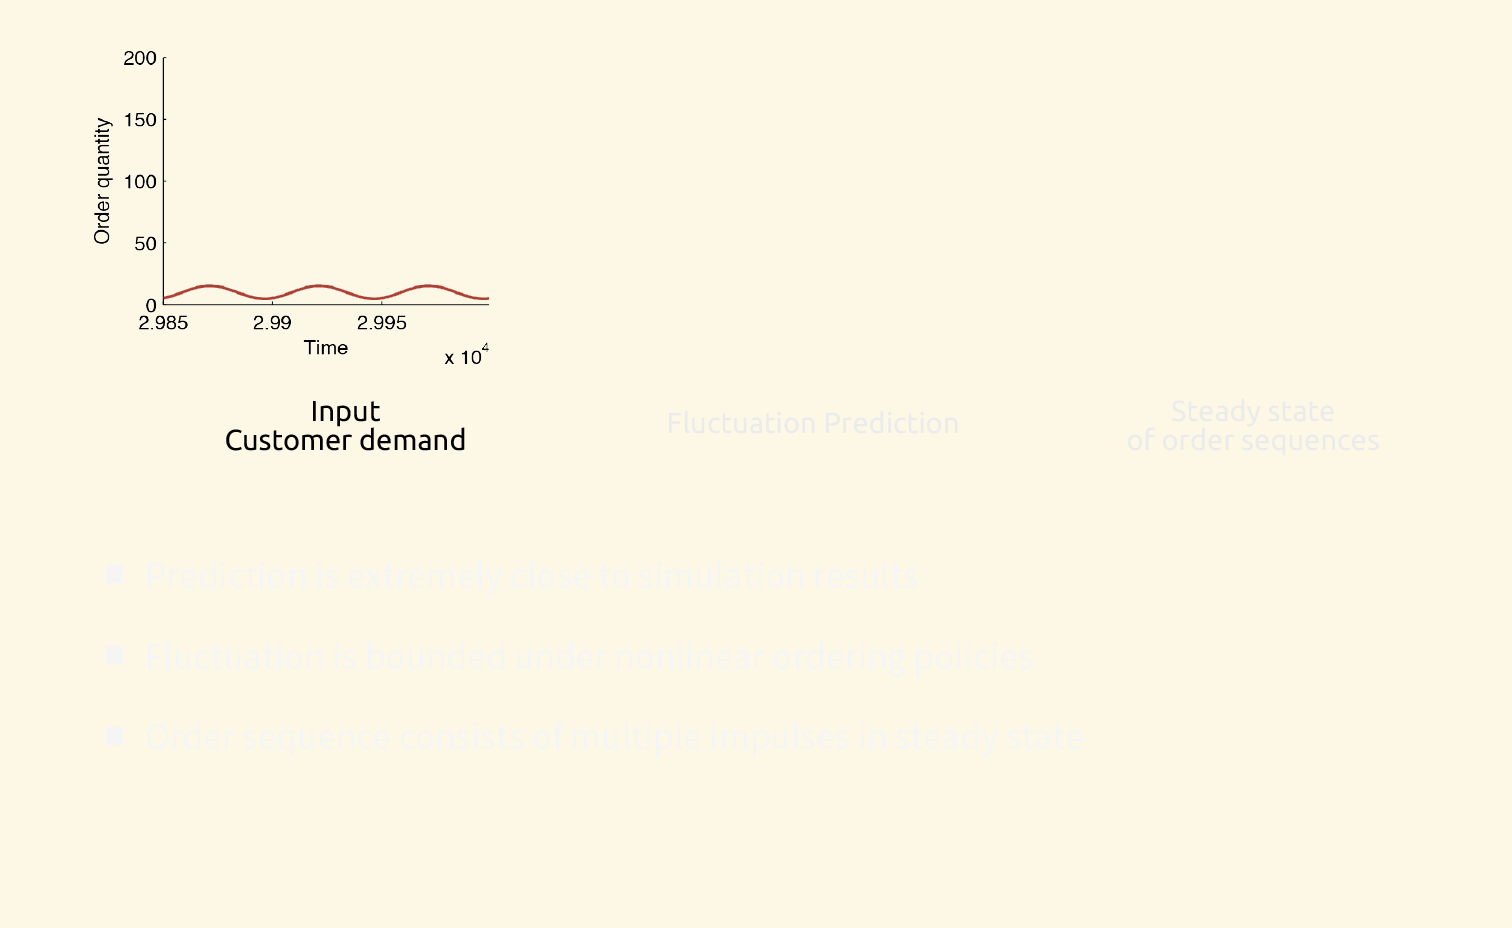 200
150
100
50
0
Order quantity
2.985 2.99 2.995
Time
x 10^4
Input
Customer demand
Fluctuation Prediction
Steady state
of order sequences
■ Prediction is extremely close to simulation results
■ Fluctuation is bounded under nonlinear ordering policies
■ Order sequence consists of multiple impulses in steady state